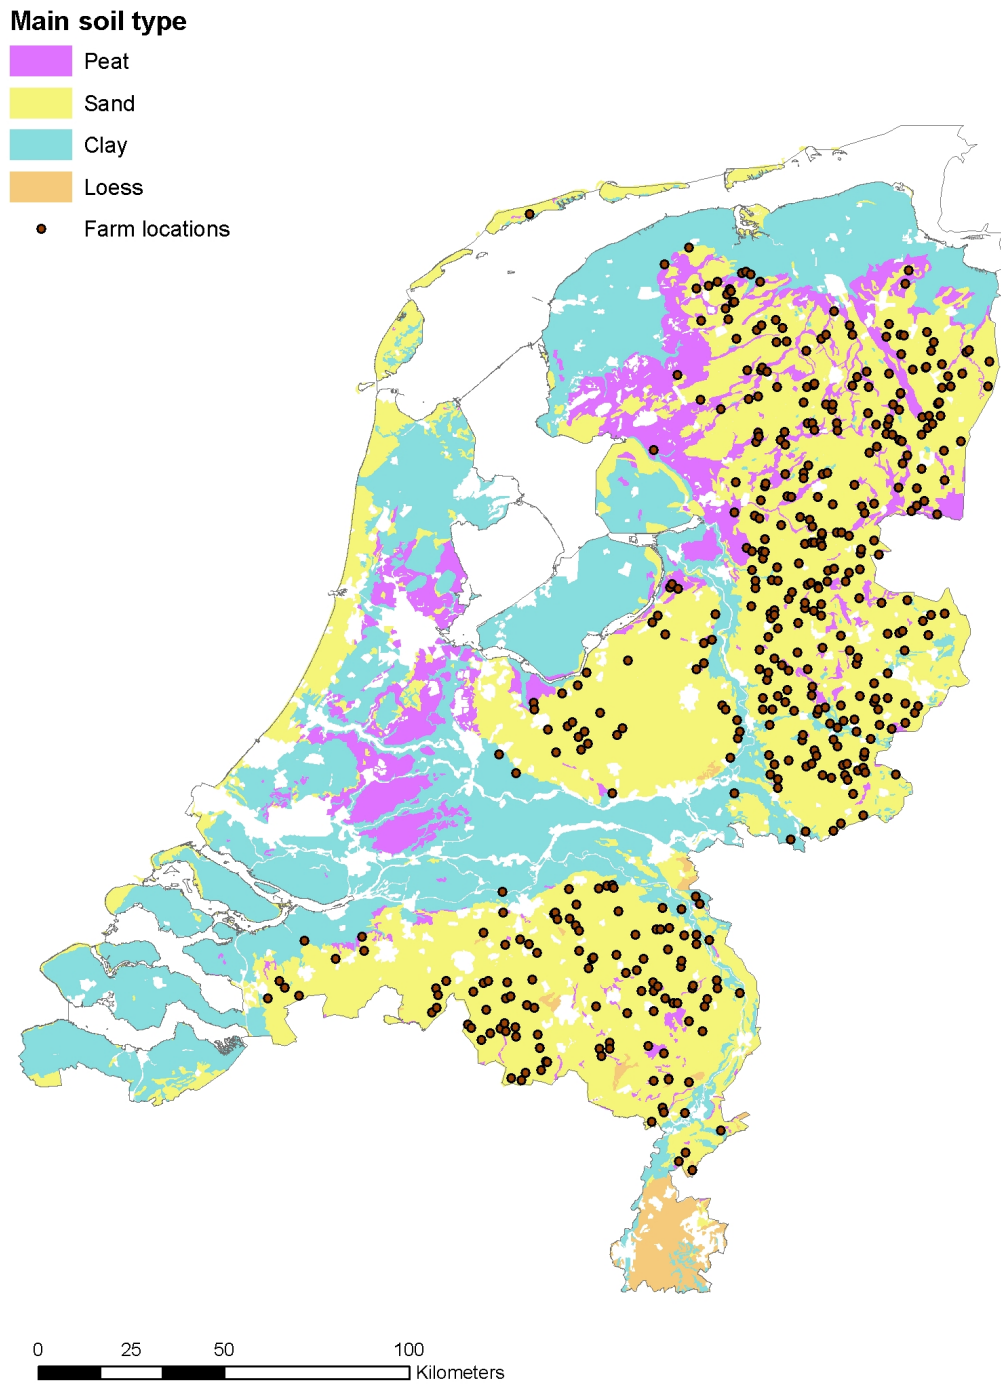 Main soil type
Peat
Sand
Clay
Loess
Farm locations
0 25 50 100
Kilometers